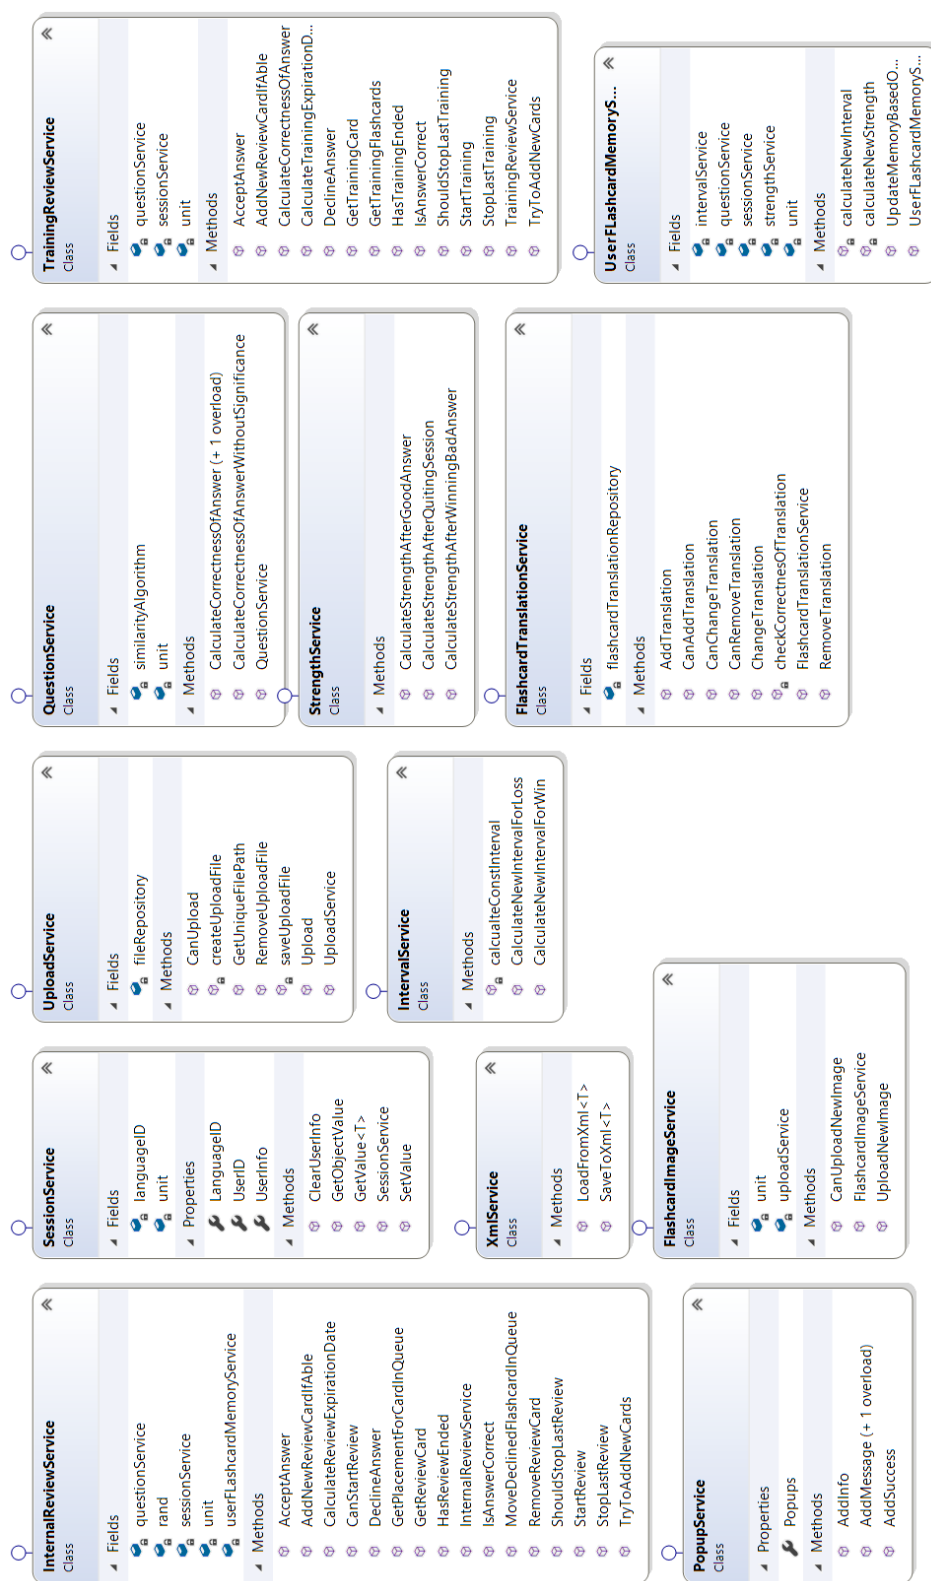 InternalReviewService
Class
Fields
questionService
rand
sessionService
unit
userFLashcardMemoryService
Methods
AcceptAnswer
AddNewReviewCardIfAble
CalculateReviewExpirationDate
CanStartReview
DeclineAnswer
GetPlacementForCardInQueue
GetReviewCard
HasReviewEnded
InternalReviewService
IsAnswerCorrect
MoveDeclinedFlashcardInQueue
RemoveReviewCard
ShouldStopLastReview
StartReview
StopLastReview
TryToAddNewCards
PopupService
Class
Properties
Popups
Methods
AddInfo
AddMessage (+ 1 overload)
AddSuccess
SessionService
Class
Fields
languageID
unit
Properties
LanguageID
UserID
UserInfo
Methods
ClearUserInfo
GetObjectValue
GetValue<T>
SessionService
SetValue
XmlService
Class
Methods
LoadFromXml<T>
SaveToXml<T>
FlashcardImageService
Class
Fields
unit
uploadService
Methods
CanUploadNewImage
FlashcardImageService
UploadNewImage
UploadService
Class
Fields
fileRepository
Methods
CanUpload
createUploadFile
GetUniqueFilePath
RemoveUploadFile
saveUploadFile
Upload
UploadService
IntervalService
Class
Methods
calcualteConstInterval
CalculateNewIntervalForLoss
CalculateNewIntervalForWin
QuestionService
Class
Fields
similarityAlgorithm
unit
Methods
CalculateCorrectnessOfAnswer (+ 1 overload)
CalculateCorrectnessOfAnswerWithoutSignificance
QuestionService
StrengthService
Class
Methods
CalculateStrengthAfterGoodAnswer
CalculateStrengthAfterQuitingSession
CalculateStrengthAfterWinningBadAnswer
FlashcardTranslationService
Class
Fields
flashcardTranslationRepository
Methods
AddTranslation
CanAddTranslation
CanChangeTranslation
CanRemoveTranslation
ChangeTranslation
checkCorrectnesOfTranslation
FlashcardTranslationService
RemoveTranslation
TrainingReviewService
Class
Fields
questionService
sessionService
unit
Methods
AcceptAnswer
AddNewReviewCardIfAble
CalculateCorrectnessOfAnswer
CalculateTrainingExpirationD...
DeclineAnswer
GetTrainingCard
GetTrainingFlashcards
HasTrainingEnded
IsAnswerCorrect
ShouldStopLastTraining
StartTraining
StopLastTraining
TrainingReviewService
TryToAddNewCards
UserFLashcardMemoryS...
Class
Fields
intervalService
questionService
sessionService
strengthService
unit
Methods
calculateNewInterval
calculateNewStrength
UpdateMemoryBasedO...
UserFLashcardMemoryS...